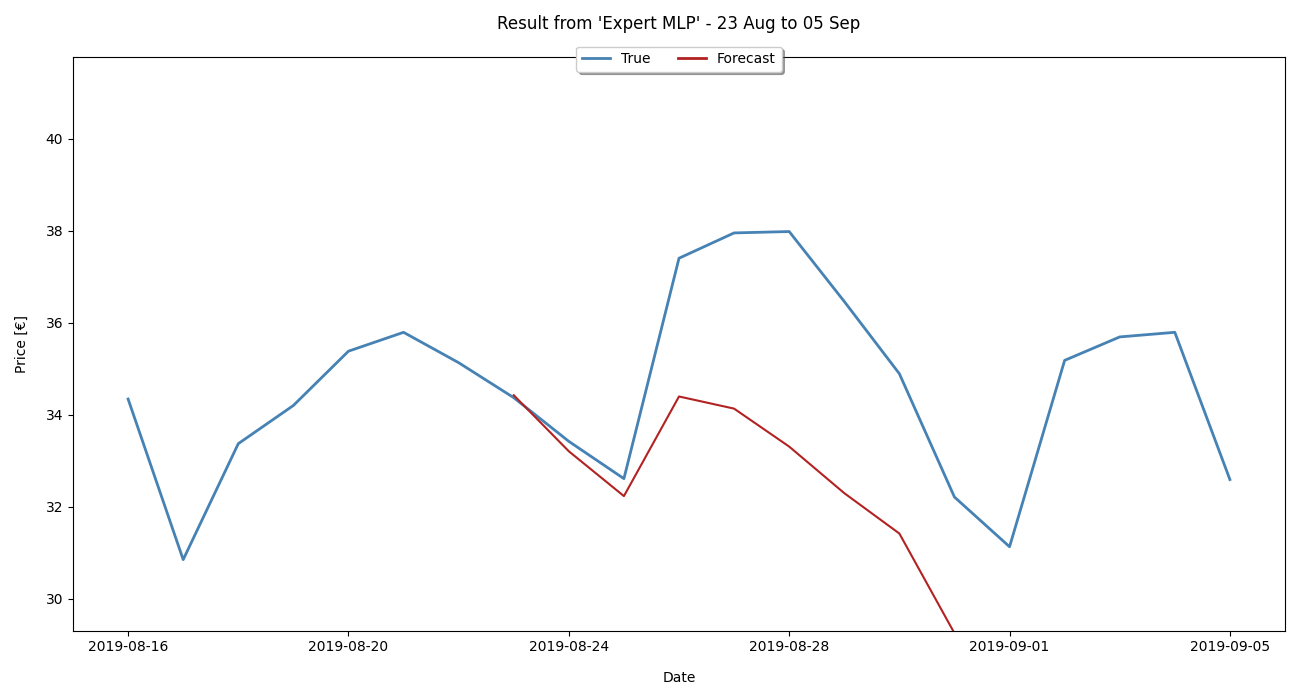 Result from 'Expert MLP' - 23 Aug to 05 Sep
True Forecast
40
38
36
34
32
30
Price [€]
2019-08-16 2019-08-20 2019-08-24 2019-08-28 2019-09-01 2019-09-05
Date